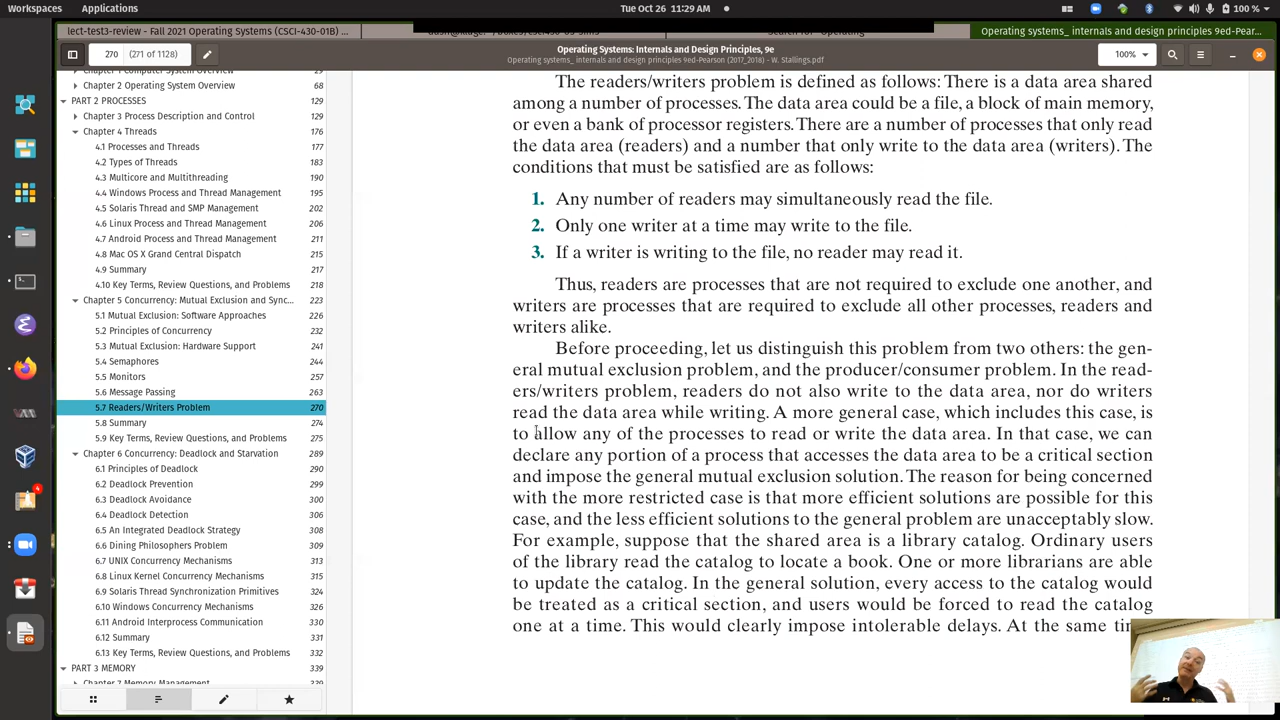 Workspaces Applications Tue Oct 26 11:29 AM 100 %
lect-test3-review - Fall 2021 Operating Systems (CSCI-430-01B) ...
Operating systems_ internals and design principles 9ed-Pear...
270 (271 of 1128)
Operating Systems: Internals and Design Principles, 9e
Operating systems_ internals and design principles 9ed-Pearson (2017_2018) - W. Stallings.pdf
100%
Chapter 1 Computer System Overview 29
Chapter 2 Operating System Overview 68
PART 2 PROCESSES 129
Chapter 3 Process Description and Control 129
Chapter 4 Threads 176
4.1 Processes and Threads 177
4.2 Types of Threads 183
4.3 Multicore and Multithreading 190
4.4 Windows Process and Thread Management 195
4.5 Solaris Thread and SMP Management 202
4.6 Linux Process and Thread Management 206
4.7 Android Process and Thread Management 211
4.8 Mac OS X Grand Central Dispatch 215
4.9 Summary 217
4.10 Key Terms, Review Questions, and Problems 218
Chapter 5 Concurrency: Mutual Exclusion and Sync... 223
5.1 Mutual Exclusion: Software Approaches 226
5.2 Principles of Concurrency 232
5.3 Mutual Exclusion: Hardware Support 241
5.4 Semaphores 244
5.5 Monitors 257
5.6 Message Passing 263
5.7 Readers/Writers Problem 270
5.8 Summary 274
5.9 Key Terms, Review Questions, and Problems 275
Chapter 6 Concurrency: Deadlock and Starvation 289
6.1 Principles of Deadlock 290
6.2 Deadlock Prevention 299
6.3 Deadlock Avoidance 300
6.4 Deadlock Detection 306
6.5 An Integrated Deadlock Strategy 308
6.6 Dining Philosophers Problem 309
6.7 UNIX Concurrency Mechanisms 313
6.8 Linux Kernel Concurrency Mechanisms 315
6.9 Solaris Thread Synchronization Primitives 324
6.10 Windows Concurrency Mechanisms 326
6.11 Android Interprocess Communication 330
6.12 Summary 331
6.13 Key Terms, Review Questions, and Problems 332
PART 3 MEMORY 339
Chapter 7 Memory Management 339
The readers/writers problem is defined as follows: There is a data area shared
among a number of processes. The data area could be a file, a block of main memory,
or even a bank of processor registers. There are a number of processes that only read
the data area (readers) and a number that only write to the data area (writers). The
conditions that must be satisfied are as follows:
1. Any number of readers may simultaneously read the file.
2. Only one writer at a time may write to the file.
3. If a writer is writing to the file, no reader may read it.
Thus, readers are processes that are not required to exclude one another, and
writers are processes that are required to exclude all other processes, readers and
writers alike.
Before proceeding, let us distinguish this problem from two others: the gen-
eral mutual exclusion problem, and the producer/consumer problem. In the read-
ers/writers problem, readers do not also write to the data area, nor do writers
read the data area while writing. A more general case, which includes this case, is
to allow any of the processes to read or write the data area. In that case, we can
declare any portion of a process that accesses the data area to be a critical section
and impose the general mutual exclusion solution. The reason for being concerned
with the more restricted case is that more efficient solutions are possible for this
case, and the less efficient solutions to the general problem are unacceptably slow.
For example, suppose that the shared area is a library catalog. Ordinary users
of the library read the catalog to locate a book. One or more librarians are able
to update the catalog. In the general solution, every access to the catalog would
be treated as a critical section, and users would be forced to read the catalog
one at a time. This would clearly impose intolerable delays. At the same